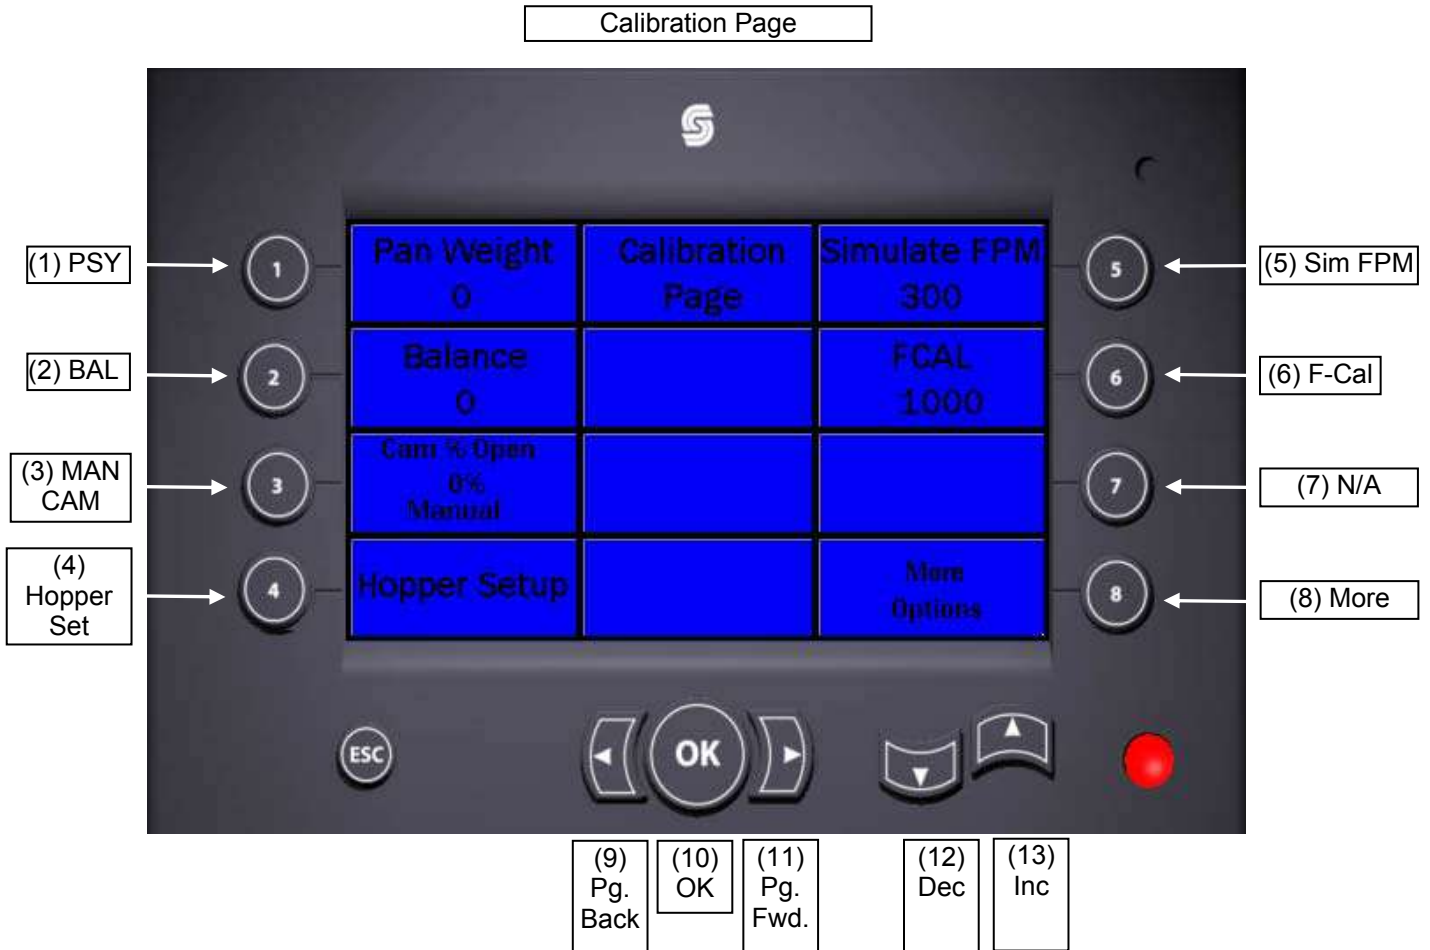 Calibration Page
(1) PSY
(2) BAL
(3) MAN
CAM
(4)
Hopper
Set
1
2
3
4
Pan Weight
0
Calibration
Page
Simulate FPM
300
Balance
0
FCAL
1000
Cam % Open
0%
Manual
Hopper Setup
More
Options
5
6
7
8
(5) Sim FPM
(6) F-Cal
(7) N/A
(8) More
ESC
OK
(9)
Pg.
Back
(10)
OK
(11)
Pg.
Fwd.
(12)
Dec
(13)
Inc